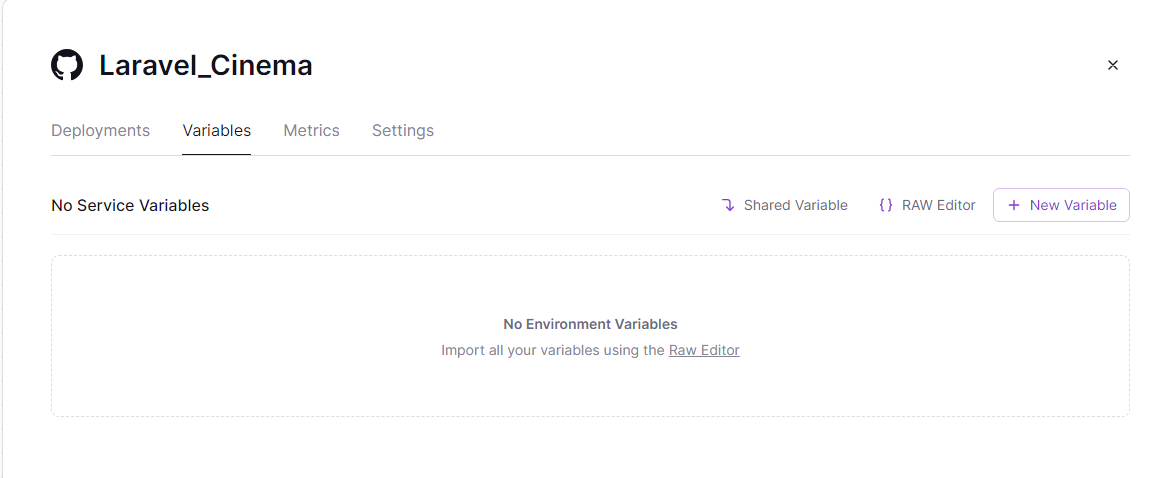 Laravel_Cinema
Deployments Variables Metrics Settings
No Service Variables Shared Variable {} RAW Editor + New Variable
No Environment Variables
Import all your variables using the Raw Editor